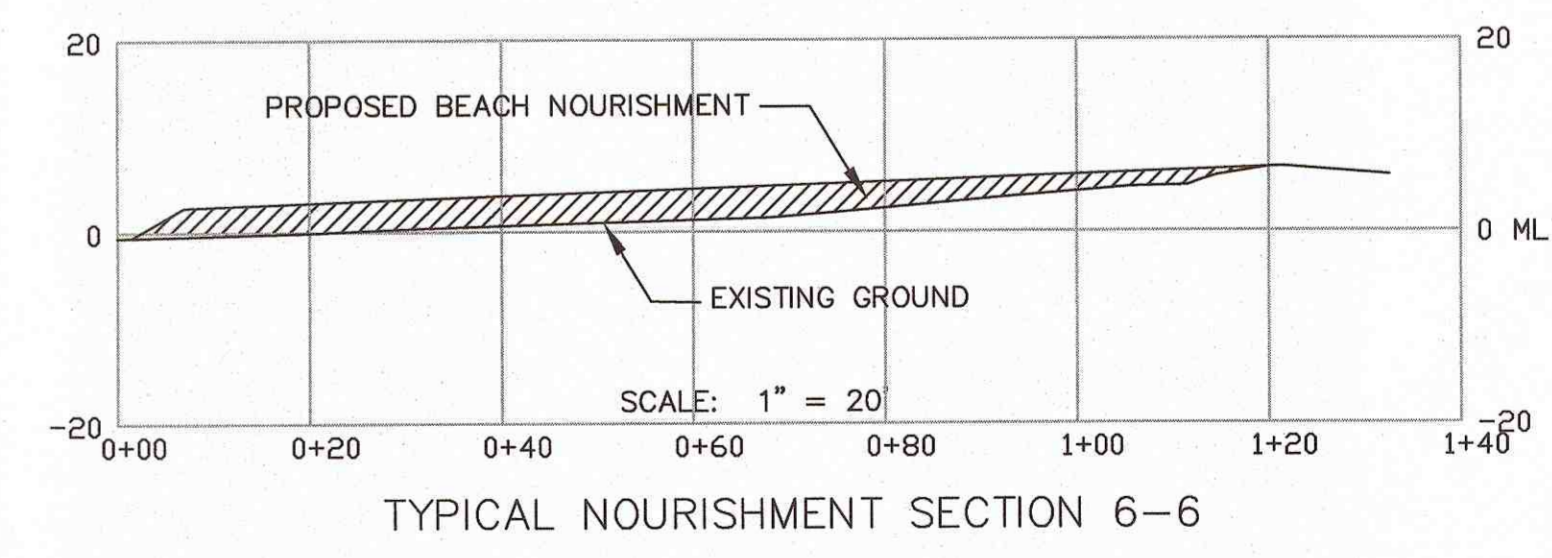 20 20
PROPOSED BEACH NOURISHMENT
0 0 ML
EXISTING GROUND
SCALE: 1" = 20'
-20 -20
0+00 0+20 0+40 0+60 0+80 1+00 1+20 1+40
TYPICAL NOURISHMENT SECTION 6-6